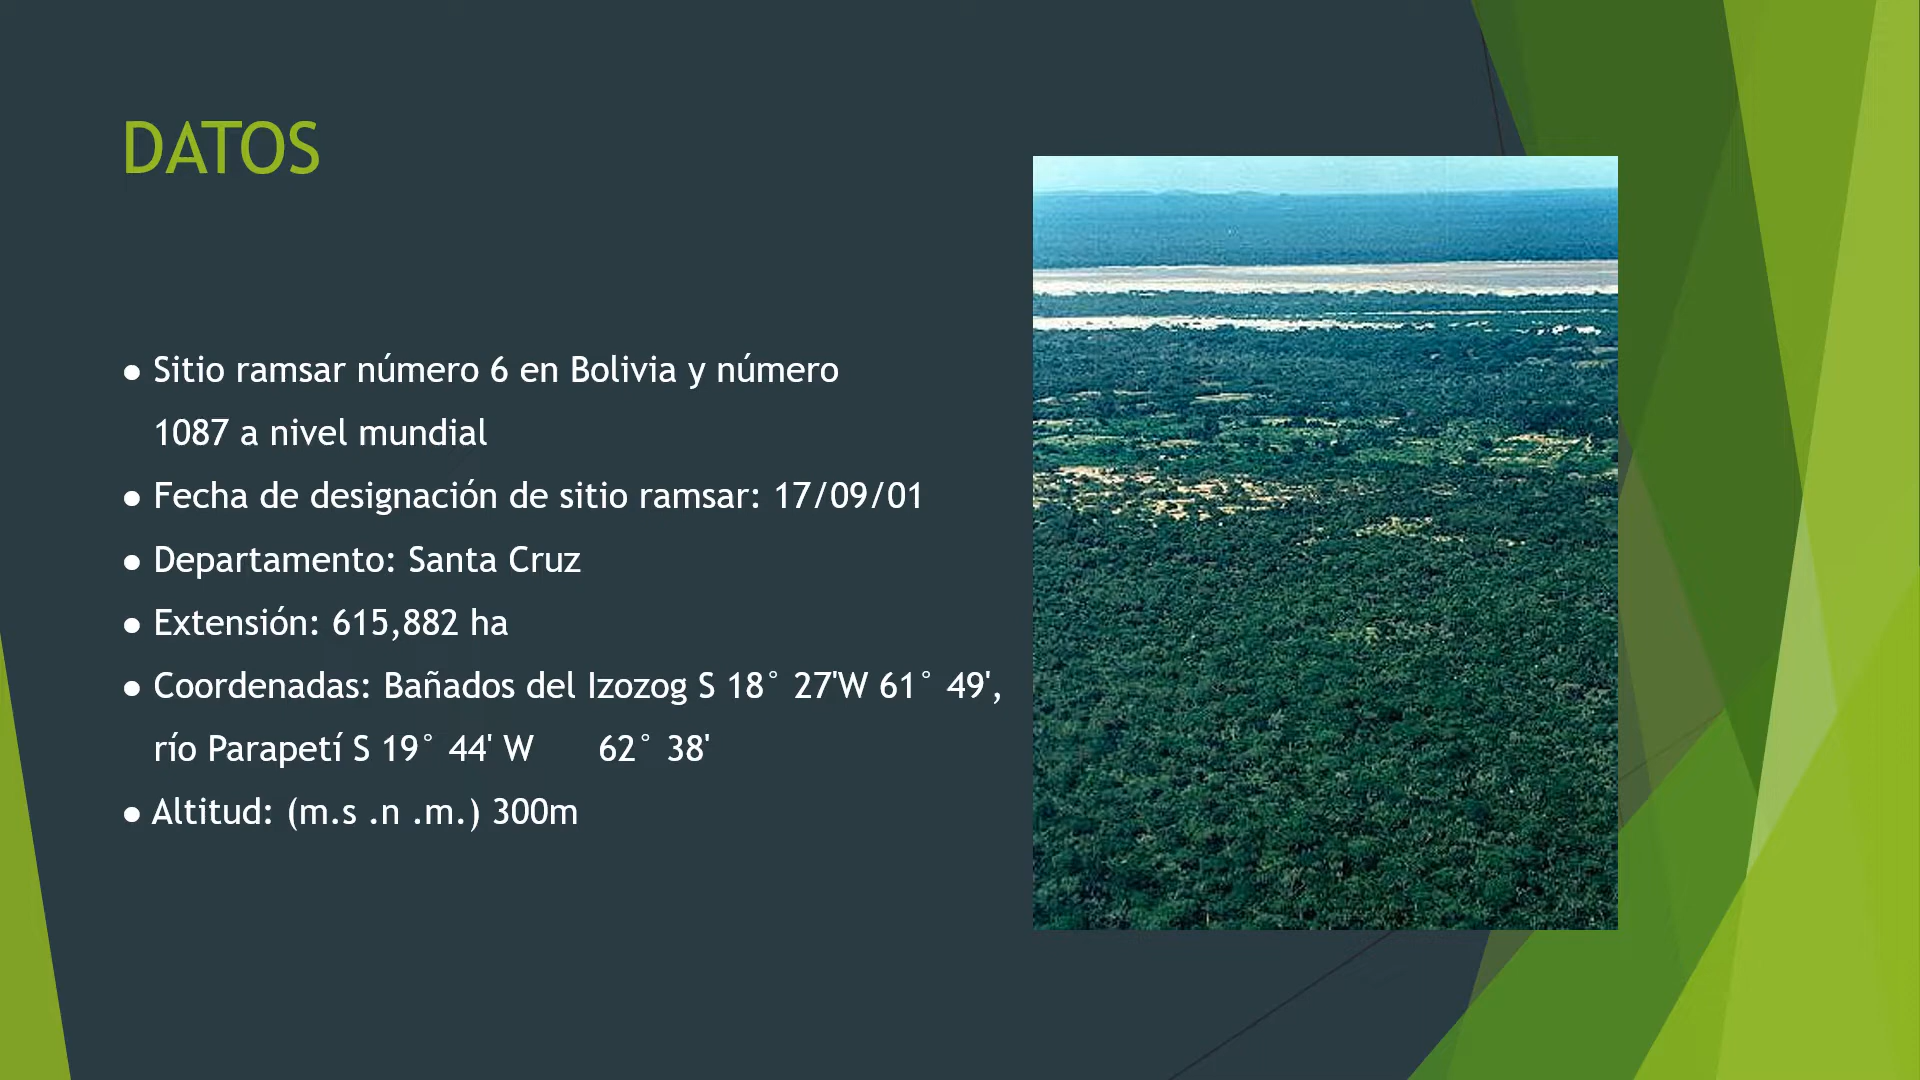 DATOS
● Sitio ramsar número 6 en Bolivia y número
1087 a nivel mundial
● Fecha de designación de sitio ramsar: 17/09/01
● Departamento: Santa Cruz
● Extensión: 615,882 ha
● Coordenadas: Bañados del Izozog S 18° 27'W 61° 49',
río Parapetí S 19° 44' W 62° 38'
● Altitud: (m.s .n .m.) 300m